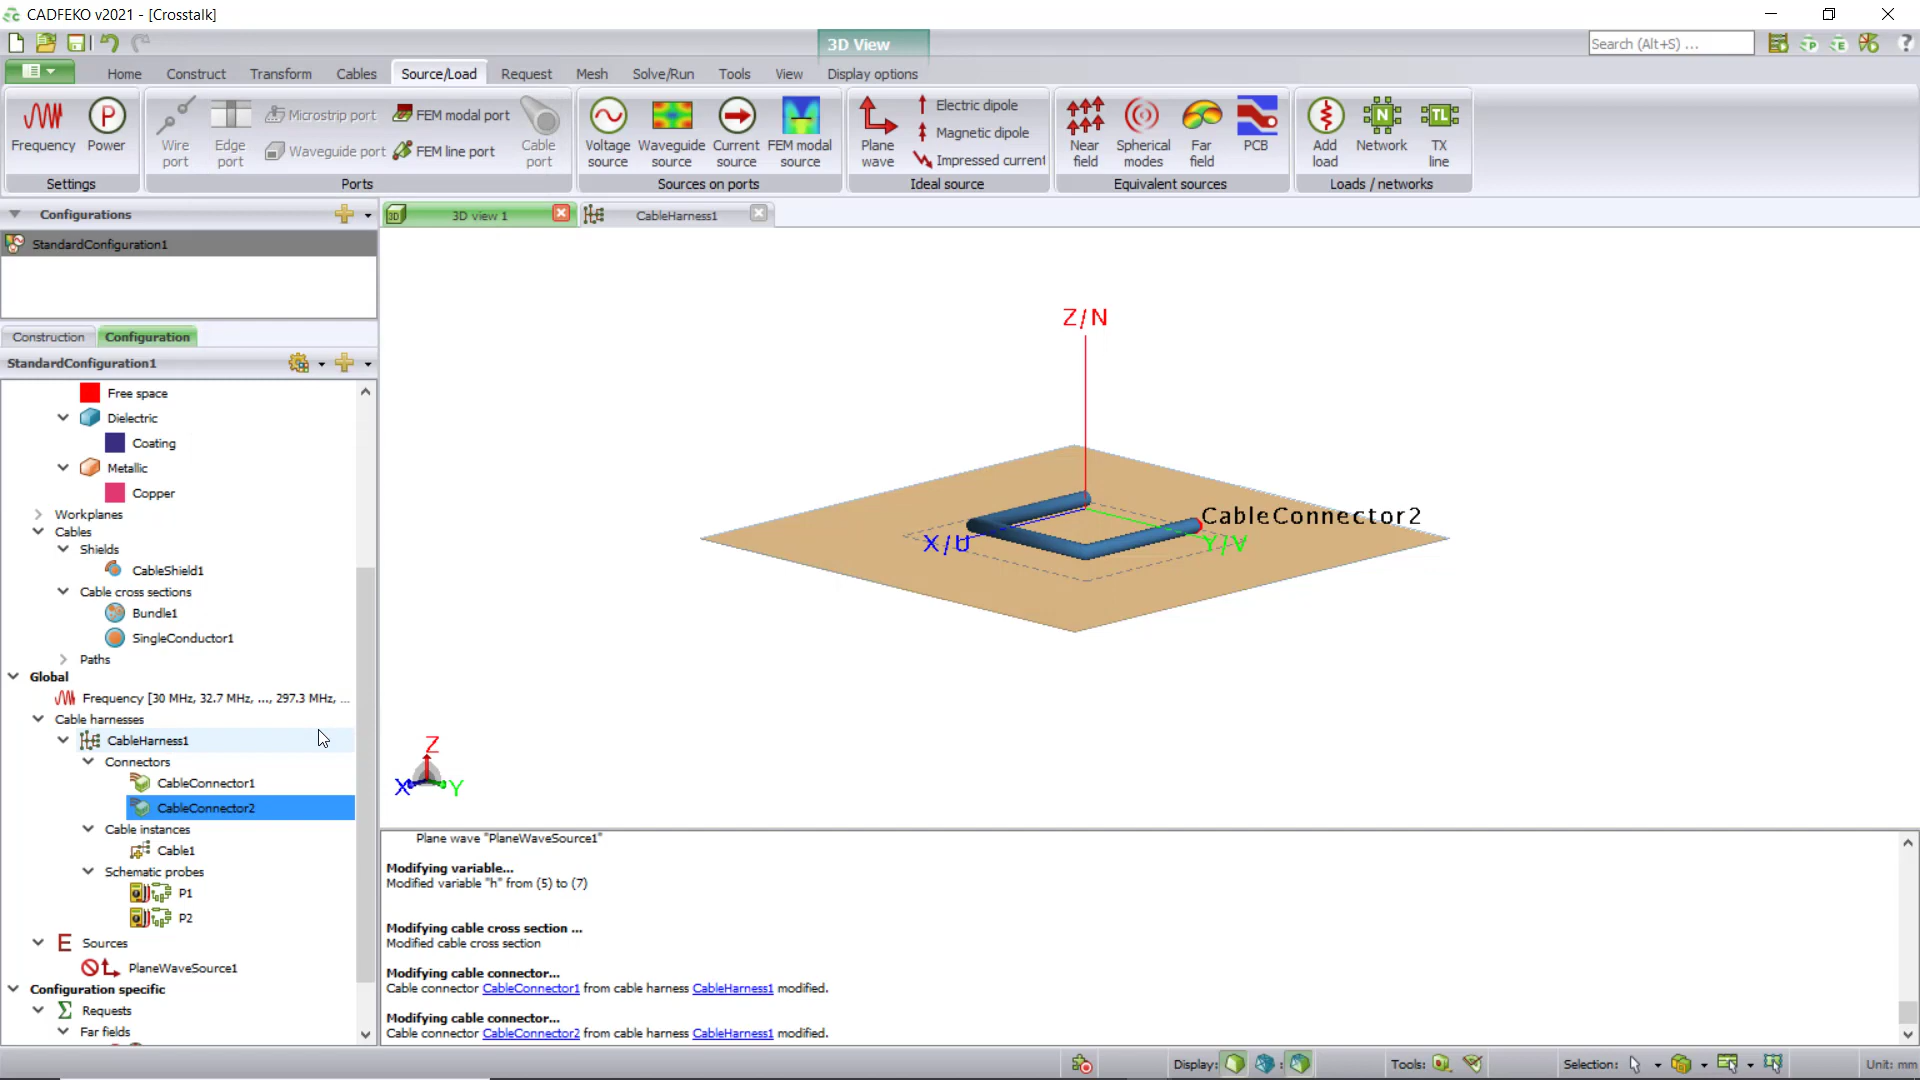 CADFEKO v2021 - [Crosstalk]
3D View
Search (Alt+S) ...
Home
Construct
Transform
Cables
Source/Load
Request
Mesh
Solve/Run
Tools
View
Display options
Frequency
Power
Settings
Wire port
Edge port
Microstrip port
Waveguide port
FEM modal port
FEM line port
Cable port
Ports
Voltage source
Waveguide source
Current source
FEM modal source
Sources on ports
Plane wave
Electric dipole
Magnetic dipole
Impressed current
Ideal source
Near field
Spherical modes
Far field
PCB
Equivalent sources
Add load
Network
TX line
Loads / networks
Configurations
StandardConfiguration1
Construction
Configuration
StandardConfiguration1
Free space
Dielectric
Coating
Metallic
Copper
Workplanes
Cables
Shields
CableShield1
Cable cross sections
Bundle1
SingleConductor1
Paths
Global
Frequency [30 MHz, 32.7 MHz, ..., 297.3 MHz, ...
Cable harnesses
CableHarness1
Connectors
CableConnector1
CableConnector2
Cable instances
Cable1
Schematic probes
P1
P2
Sources
PlaneWaveSource1
Configuration specific
Requests
Far fields
3D view 1
CableHarness1
Z/N
CableConnector2
X/U
Y/V
Z
X
Y
Plane wave "PlaneWaveSource1"
Modifying variable...
Modified variable "h" from (5) to (7)
Modifying cable cross section ...
Modified cable cross section
Modifying cable connector...
Cable connector CableConnector1 from cable harness CableHarness1 modified.
Modifying cable connector...
Cable connector CableConnector2 from cable harness CableHarness1 modified.
Display:
Tools:
Selection:
Unit: mm